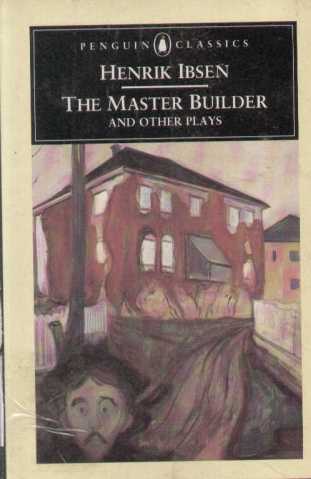 PENGUIN CLASSICS
HENRIK IBSEN
THE MASTER BUILDER
AND OTHER PLAYS